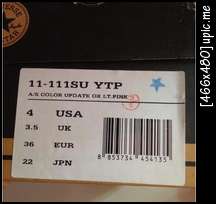 11-111SU YTP
A/S COLOR UPDATE OX LT.PINK
4 USA
3.5 UK
36 EUR
22 JPN
8 853734 454135
[466x480] upic.me